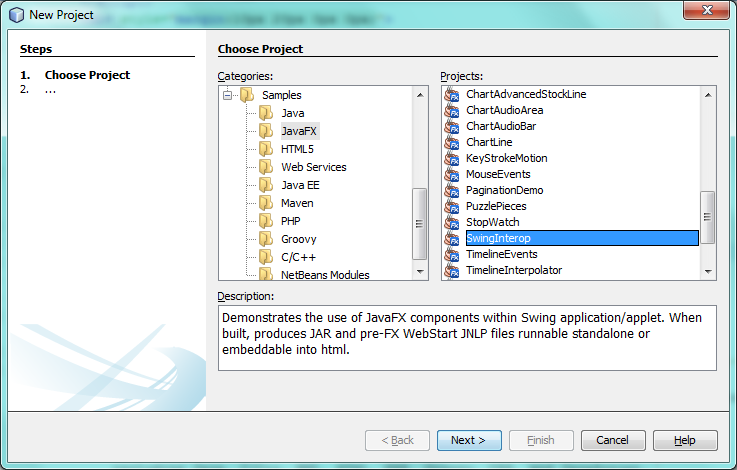 New Project
Steps
1. Choose Project
2. ...
Choose Project
Categories:
Samples
Java
JavaFX
HTML5
Web Services
Java EE
Maven
PHP
Groovy
C/C++
NetBeans Modules
Projects:
ChartAdvancedStockLine
ChartAudioArea
ChartAudioBar
ChartLine
KeyStrokeMotion
MouseEvents
PaginationDemo
PuzzlePieces
StopWatch
SwingInterop
TimelineEvents
TimelineInterpolator
Description:
Demonstrates the use of JavaFX components within Swing application/applet. When
built, produces JAR and pre-FX WebStart JNLP files runnable standalone or
embeddable into html.
< Back
Next >
Finish
Cancel
Help